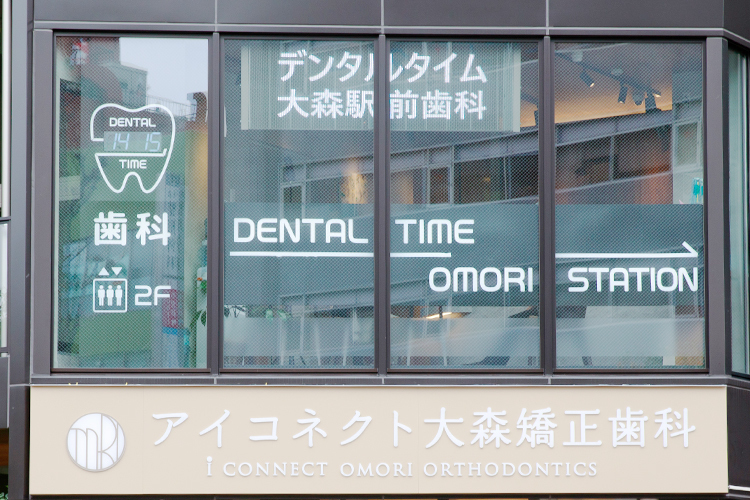 デンタルタイム
大森駅前歯科
DENTAL
14 15
TIME
歯科
2F
DENTAL TIME
OMORI STATION
アイコネクト大森矯正歯科
i CONNECT OMORI ORTHODONTICS